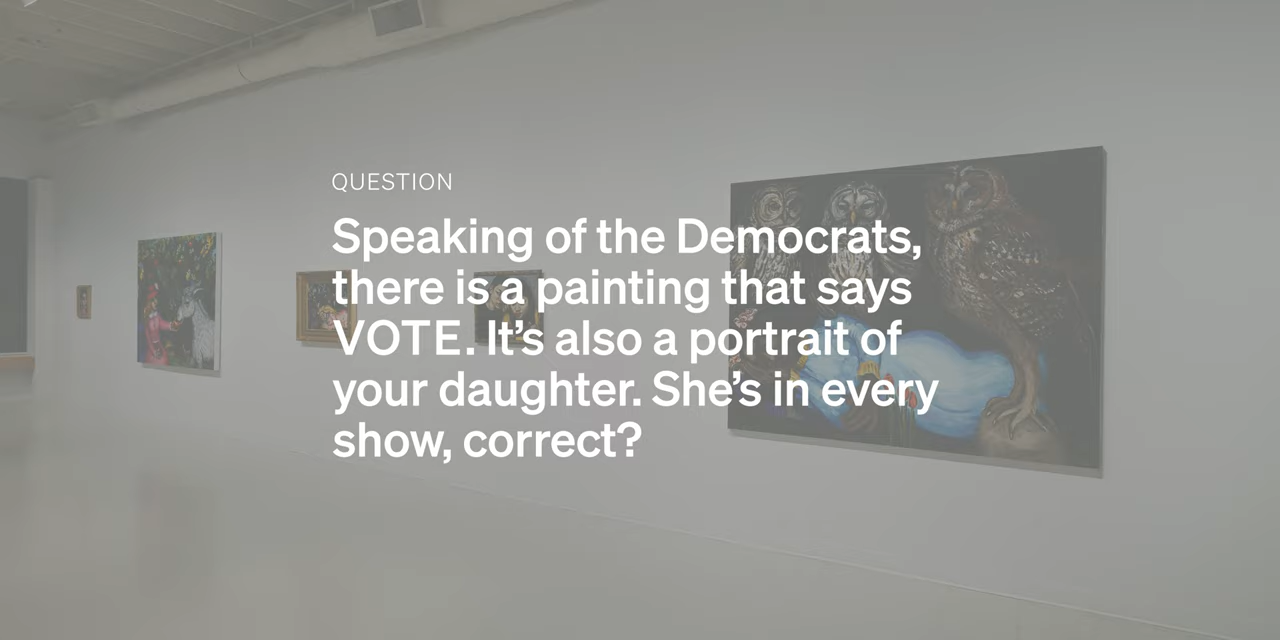 QUESTION
Speaking of the Democrats,
there is a painting that says
VOTE. It’s also a portrait of
your daughter. She’s in every
show, correct?